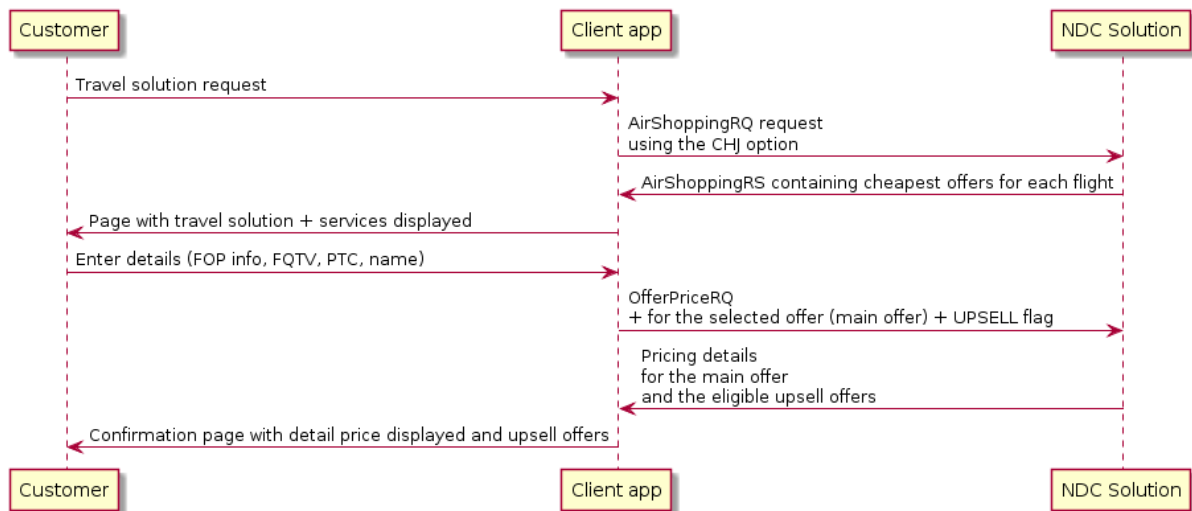 Customer
Client app
NDC Solution
Travel solution request
AirShoppingRQ request
using the CHJ option
AirShoppingRS containing cheapest offers for each flight
Page with travel solution + services displayed
Enter details (FOP info, FQTV, PTC, name)
OfferPriceRQ
+ for the selected offer (main offer) + UPSELL flag
Pricing details
for the main offer
and the eligible upsell offers
Confirmation page with detail price displayed and upsell offers
Customer
Client app
NDC Solution